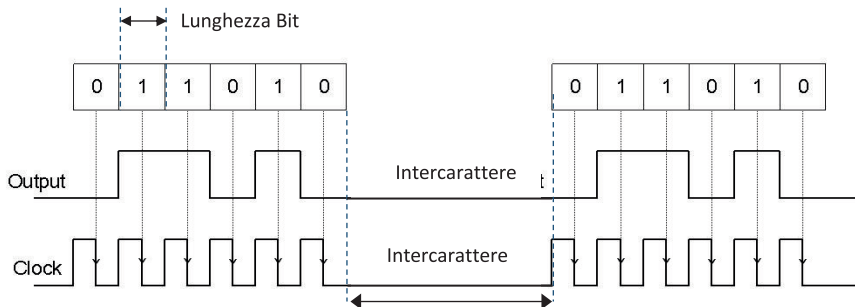 Lunghezza Bit
0 1 1 0 1 0
0 1 1 0 1 0
Output
Intercarattere
t
Clock
Intercarattere